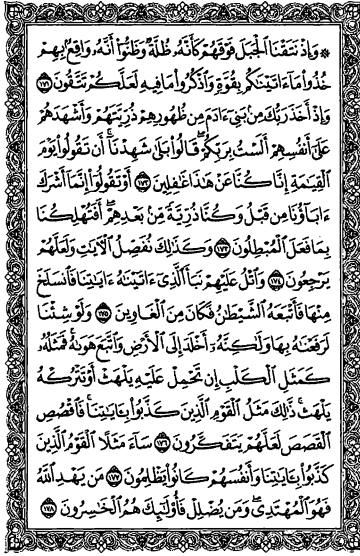 ۞ وَإِذْ نَتَقْنَا ٱلْجَبَلَ فَوْقَهُمْ كَأَنَّهُۥ ظُلَّةٌ وَظَنُّوٓا۟ أَنَّهُۥ وَاقِعٌۢ بِهِمْ
خُذُوا۟ مَآ ءَاتَيْنَـٰكُم بِقُوَّةٍ وَٱذْكُرُوا۟ مَا فِيهِ لَعَلَّكُمْ تَتَّقُونَ ١٧١
وَإِذْ أَخَذَ رَبُّكَ مِنۢ بَنِىٓ ءَادَمَ مِن ظُهُورِهِمْ ذُرِّيَّتَهُمْ وَأَشْهَدَهُمْ
عَلَىٰٓ أَنفُسِهِمْ أَلَسْتُ بِرَبِّكُمْ ۖ قَالُوا۟ بَلَىٰ ۛ شَهِدْنَآ ۛ أَن تَقُولُوا۟ يَوْمَ
ٱلْقِيَـٰمَةِ إِنَّا كُنَّا عَنْ هَـٰذَا غَـٰفِلِينَ ١٧٢ أَوْ تَقُولُوٓا۟ إِنَّمَآ أَشْرَكَ
ءَابَآؤُنَا مِن قَبْلُ وَكُنَّا ذُرِّيَّةً مِّنۢ بَعْدِهِمْ ۖ أَفَتُهْلِكُنَا
بِمَا فَعَلَ ٱلْمُبْطِلُونَ ١٧٣ وَكَذَٰلِكَ نُفَصِّلُ ٱلْـَٔايَـٰتِ وَلَعَلَّهُمْ
يَرْجِعُونَ ١٧٤ وَٱتْلُ عَلَيْهِمْ نَبَأَ ٱلَّذِىٓ ءَاتَيْنَـٰهُ ءَايَـٰتِنَا فَٱنسَلَخَ
مِنْهَا فَأَتْبَعَهُ ٱلشَّيْطَـٰنُ فَكَانَ مِنَ ٱلْغَاوِينَ ١٧٥ وَلَوْ شِئْنَا
لَرَفَعْنَـٰهُ بِهَا وَلَـٰكِنَّهُۥٓ أَخْلَدَ إِلَى ٱلْأَرْضِ وَٱتَّبَعَ هَوَىٰهُ ۚ فَمَثَلُهُۥ
كَمَثَلِ ٱلْكَلْبِ إِن تَحْمِلْ عَلَيْهِ يَلْهَثْ أَوْ تَتْرُكْهُ
يَلْهَث ۚ ذَّٰلِكَ مَثَلُ ٱلْقَوْمِ ٱلَّذِينَ كَذَّبُوا۟ بِـَٔايَـٰتِنَا ۚ فَٱقْصُصِ
ٱلْقَصَصَ لَعَلَّهُمْ يَتَفَكَّرُونَ ١٧٦ سَآءَ مَثَلًا ٱلْقَوْمُ ٱلَّذِينَ
كَذَّبُوا۟ بِـَٔايَـٰتِنَا وَأَنفُسَهُمْ كَانُوا۟ يَظْلِمُونَ ١٧٧ مَن يَهْدِ ٱللَّهُ
فَهُوَ ٱلْمُهْتَدِى ۖ وَمَن يُضْلِلْ فَأُو۟لَـٰٓئِكَ هُمُ ٱلْخَـٰسِرُونَ ١٧٨